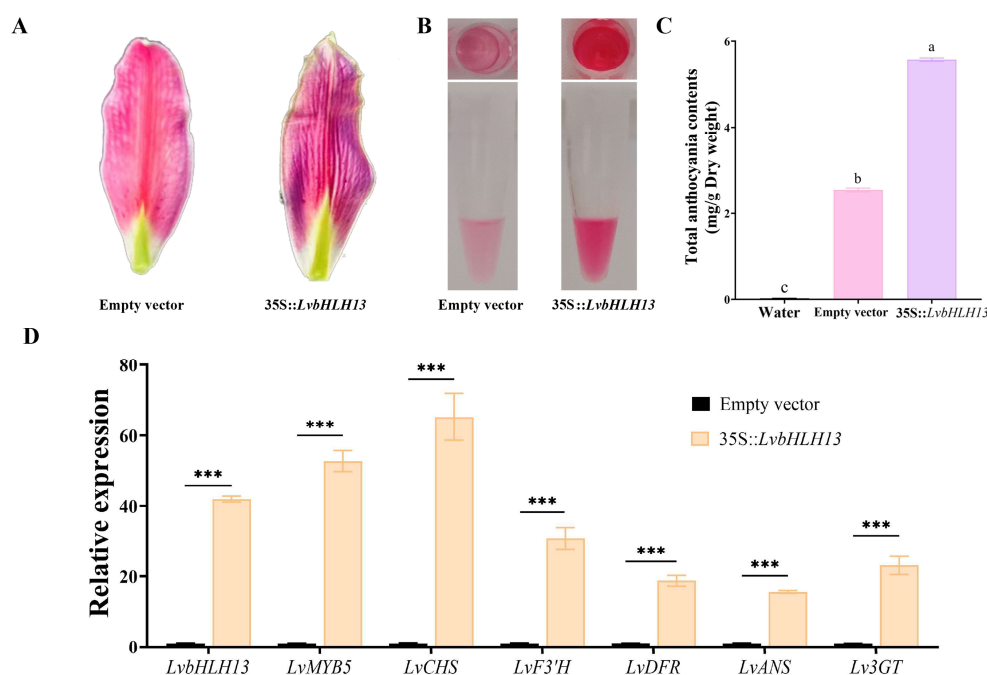 A
B
C
Empty vector
35S::LvbHLH13
Empty vector
35S::LvbHLH13
Total anthocyania contents
(mg/g Dry weight)
6
4
2
0
c
b
a
Water
Empty vector
35S::LvbHLH13
D
Relative expression
80
60
40
20
0
***
***
***
***
***
***
***
Empty vector
35S::LvbHLH13
LvbHLH13
LvMYB5
LvCHS
LvF3'H
LvDFR
LvANS
Lv3GT